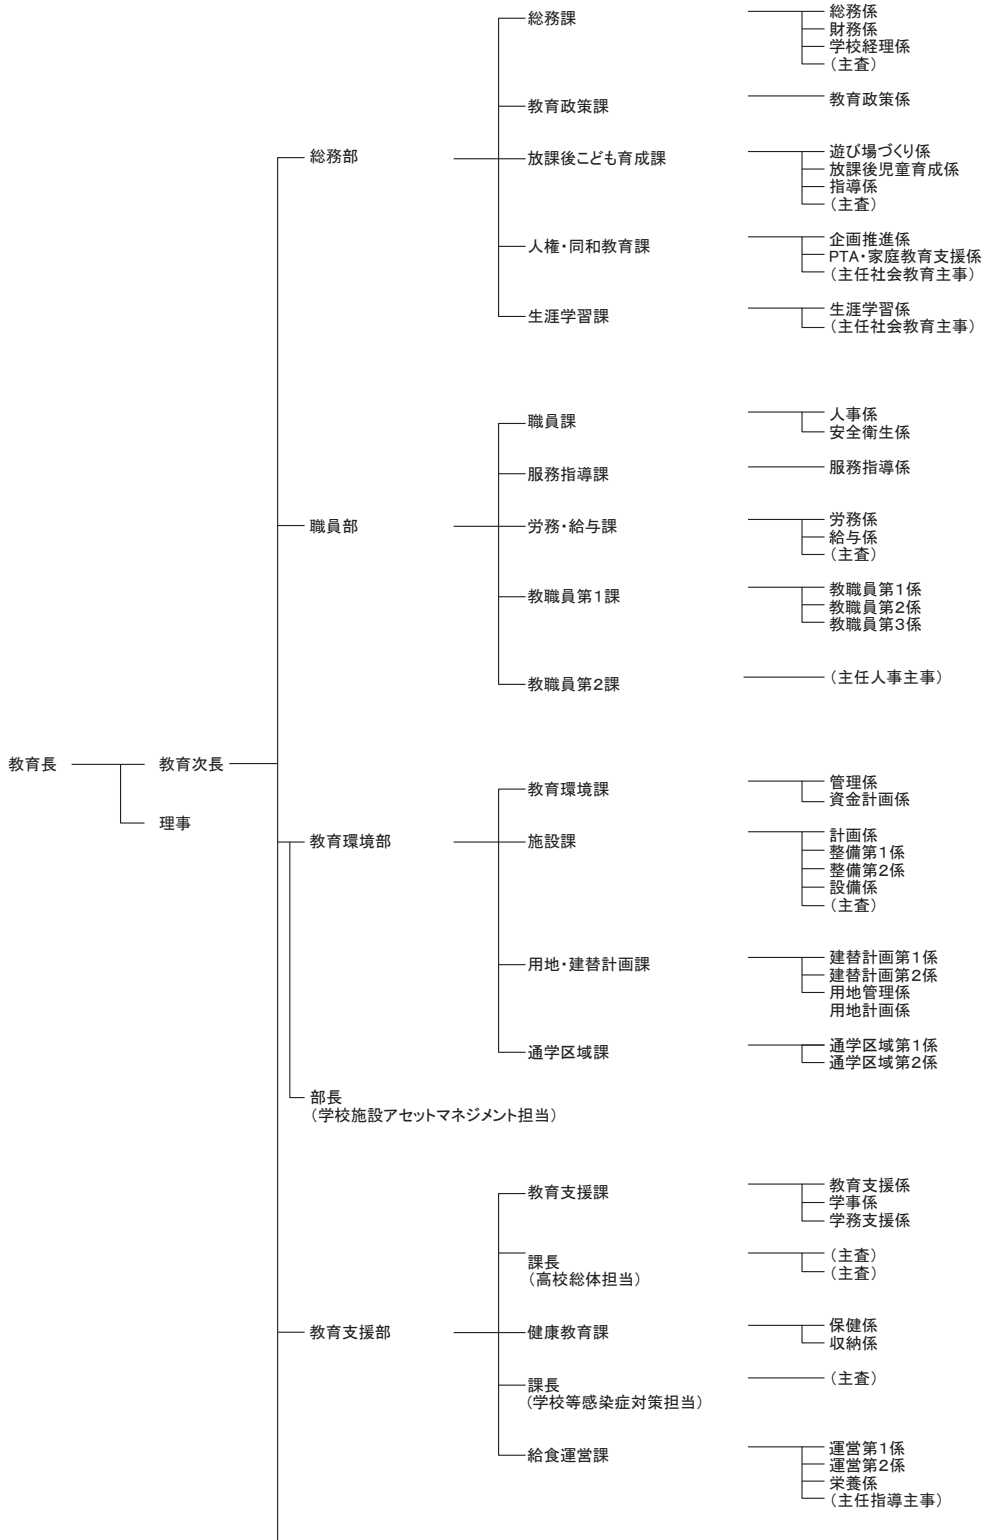 教育長
教育次長
理事
総務部
総務課
総務係
財務係
学校経理係
（主査）
教育政策課
教育政策係
放課後こども育成課
遊び場づくり係
放課後児童育成係
指導係
（主査）
人権・同和教育課
企画推進係
PTA・家庭教育支援係
（主任社会教育主事）
生涯学習課
生涯学習係
（主任社会教育主事）
職員部
職員課
人事係
安全衛生係
服務指導課
服務指導係
労務・給与課
労務係
給与係
（主査）
教職員第1課
教職員第1係
教職員第2係
教職員第3係
教職員第2課
（主任人事主事）
教育環境部
教育環境課
管理係
資金計画係
施設課
計画係
整備第1係
整備第2係
設備係
（主査）
用地・建替計画課
建替計画第1係
建替計画第2係
用地管理係
用地計画係
通学区域課
通学区域第1係
通学区域第2係
部長
（学校施設アセットマネジメント担当）
教育支援部
教育支援課
教育支援係
学事係
学務支援係
課長
（高校総体担当）
（主査）
（主査）
健康教育課
保健係
収納係
課長
（学校等感染症対策担当）
（主査）
給食運営課
運営第1係
運営第2係
栄養係
（主任指導主事）